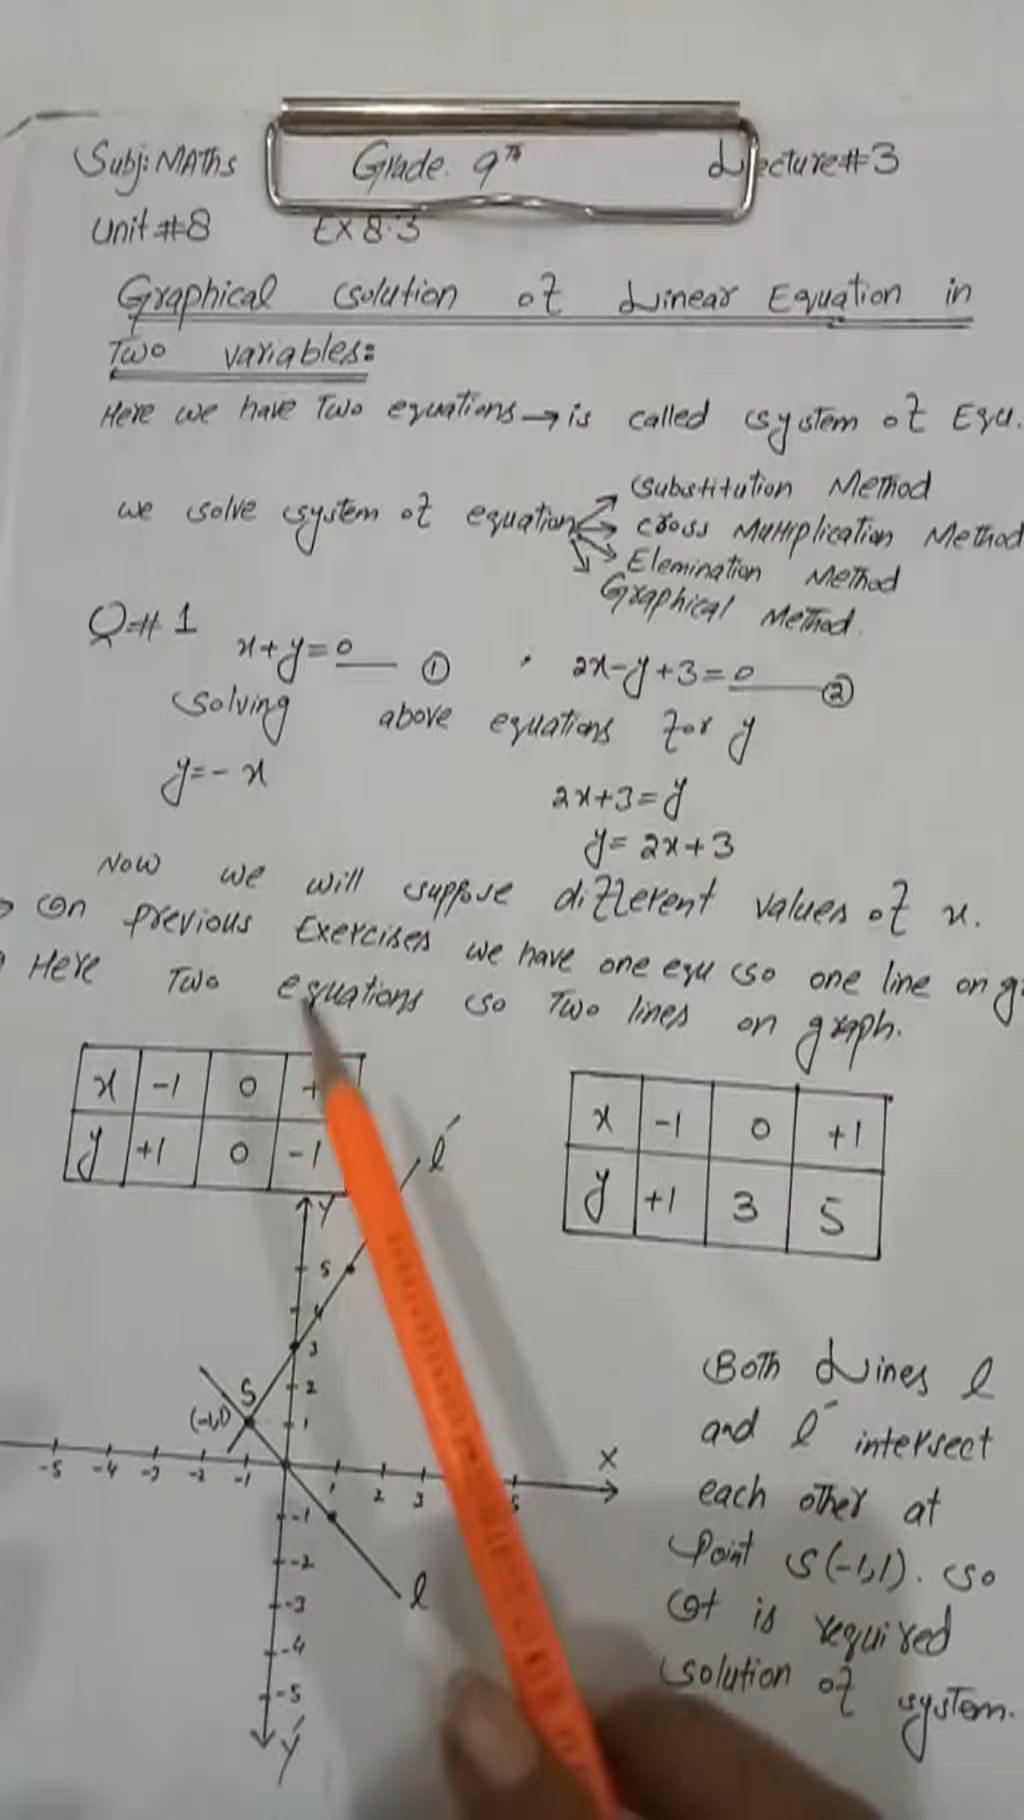 Subj: MAths Grade 9th Lecture#3
Unit #8 Ex 8.3
Graphical solution of Linear Equation in
Two variables:
Here we have Two equations → is called system of Equ.
we solve system of equation
Substitution Method
cross Multiplication Method
Elemination Method
Graphical Method.
Q#1
x+y=0 ① , 2x-y+3=0 ②
Solving above equations for y
y=-x
2x+3=y
y=2x+3
Now we will suppose different values of x.
On previous Exercises we have one equ so one line on
Here Two equations so Two lines on graph.
x -1 0 +
y +1 0 -1
x -1 0 +1
y +1 3 5
l′
Y
5
4
3
2
1
S
(-1,1)
-5 -4 -3 -2 -1 1 2 3 5 X
-1
-2
-3
-4
-5
l
Y′
Both Lines l
and l′ intersect
each other at
Point S(-1,1). So
It is required
solution of system.